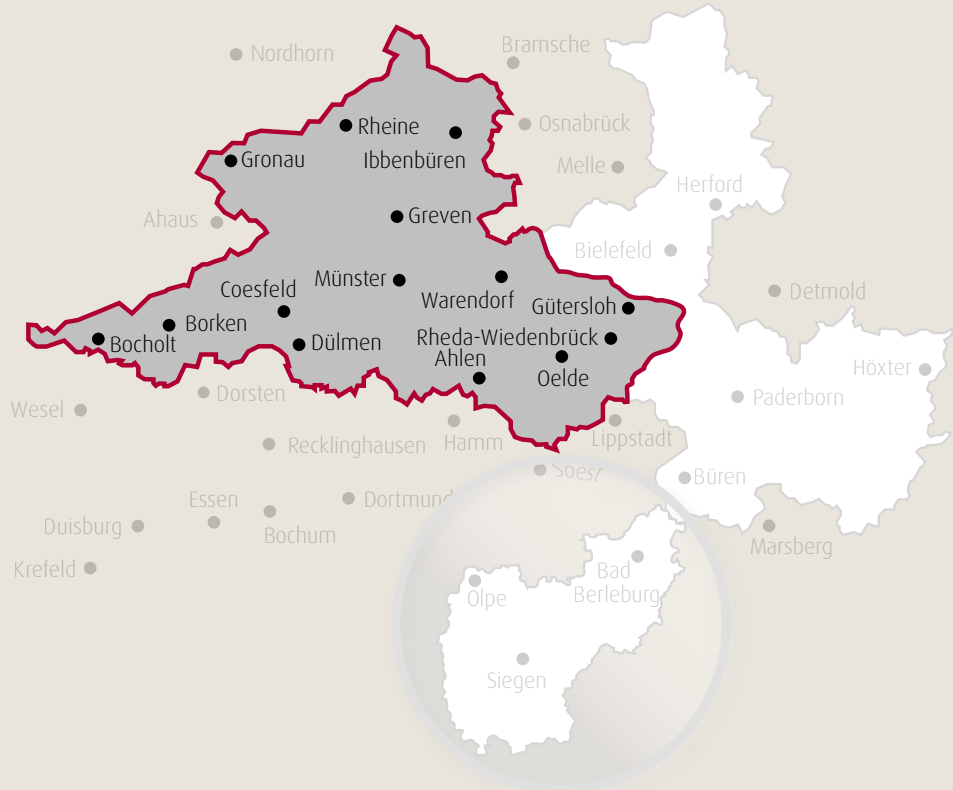 Nordhorn
Bramsche
Rheine
Osnabrück
Ibbenbüren
Gronau
Melle
Herford
Ahaus
Greven
Bielefeld
Münster
Coesfeld
Warendorf
Detmold
Gütersloh
Borken
Bocholt
Dülmen
Rheda-Wiedenbrück
Ahlen
Oelde
Höxter
Dorsten
Paderborn
Wesel
Recklinghausen
Hamm
Lippstadt
Soest
Büren
Essen
Dortmund
Duisburg
Bochum
Marsberg
Krefeld
Bad
Berleburg
Olpe
Siegen